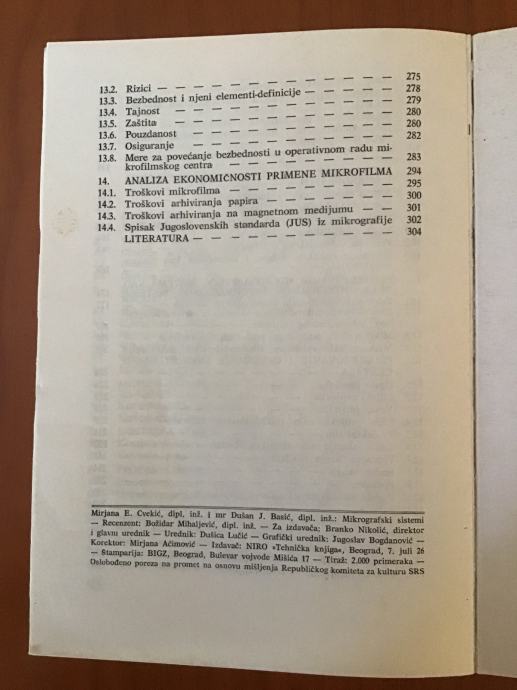 13.2. Rizici — — — — — — — — — — — — 275
13.3. Bezbednost i njeni elementi-definicije — — — — — 278
13.4. Tajnost — — — — — — — — — — — 279
13.5. Zaštita — — — — — — — — — — — 280
13.6. Pouzdanost — — — — — — — — — — 280
13.7. Osiguranje — — — — — — — — — — 282
13.8. Mere za povećanje bezbednosti u operativnom radu mi-
krofilmskog centra — — — — — — — — 283
14. ANALIZA EKONOMIČNOSTI PRIMENE MIKROFILMA 294
14.1. Troškovi mikrofilma — — — — — — — — 295
14.2. Troškovi arhiviranja papira — — — — — — 300
14.3. Troškovi arhiviranja na magnetnom medijumu — — 301
14.4. Spisak Jugoslovenskih standarda (JUS) iz mikrografije 302
LITERATURA — — — — — — — — — — 304
Mirjana E. Cvekić, dipl. inž. i mr Dušan J. Basić, dipl. inž.: Mikrografski sistemi
— Recenzent: Božidar Mihaljević, dipl. inž. — Za izdavača: Branko Nikolić, direktor
i glavni urednik — Urednik: Dušica Lučić — Grafički urednik: Jugoslav Bogdanović —
Korektor: Mirjana Aćimović — Izdavač: NIRO »Tehnička knjiga«, Beograd, 7. juli 26
— Štamparija: BIGZ, Beograd, Bulevar vojvode Mišića 17 — Tiraž: 2.000 primeraka —
Oslobođeno poreza na promet na osnovu mišljenja Republičkog komiteta za kulturu SRS